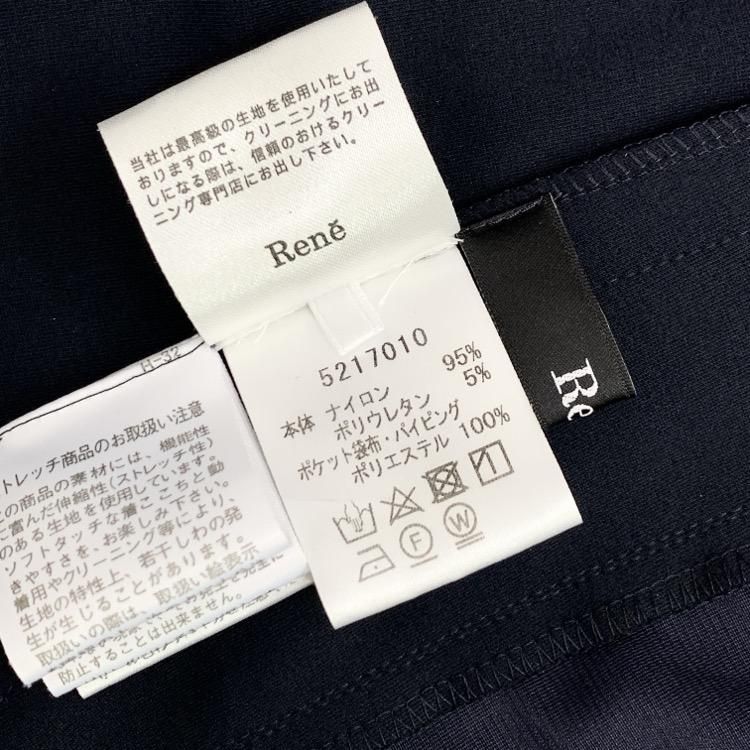 当社は最高級の生地を使用いたして
おりますので、クリーニングにお出
しになる際は、信頼のおけるクリー
ニング専門店にお出し下さい。
René
5217010
本体 ナイロン 95%
ポリウレタン 5%
ポケット袋布・パイピング
ポリエステル 100%
F W
Re
H-32
トレッチ商品のお取扱い注意
の商品の素材には、機能性
に富んだ伸縮性(ストレッチ性)
のある生地を使用しています。
ソフトタッチな着ごこちと動
きやすさを、お楽しみ下さい。
着用やクリーニング等により、
生地の特性上、若干しわの発
生が生じることがあります。
取扱いの際は、取扱い絵表示
防止することは出来ません。